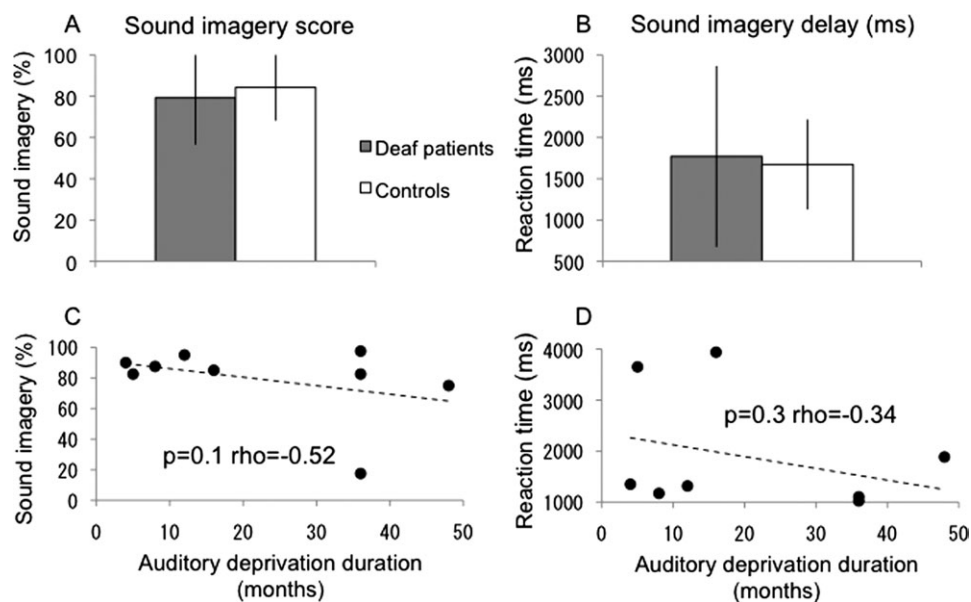 A
Sound imagery score
Sound imagery (%)
100
80
60
40
20
0
Deaf patients
Controls
B
Sound imagery delay (ms)
Reaction time (ms)
3000
2500
2000
1500
1000
500
C
Sound imagery (%)
100
80
60
40
20
0
p=0.1 rho=-0.52
0
10
20
30
40
50
Auditory deprivation duration
(months)
D
Reaction time (ms)
4000
3000
2000
1000
p=0.3 rho=-0.34
0
10
20
30
40
50
Auditory deprivation duration
(months)